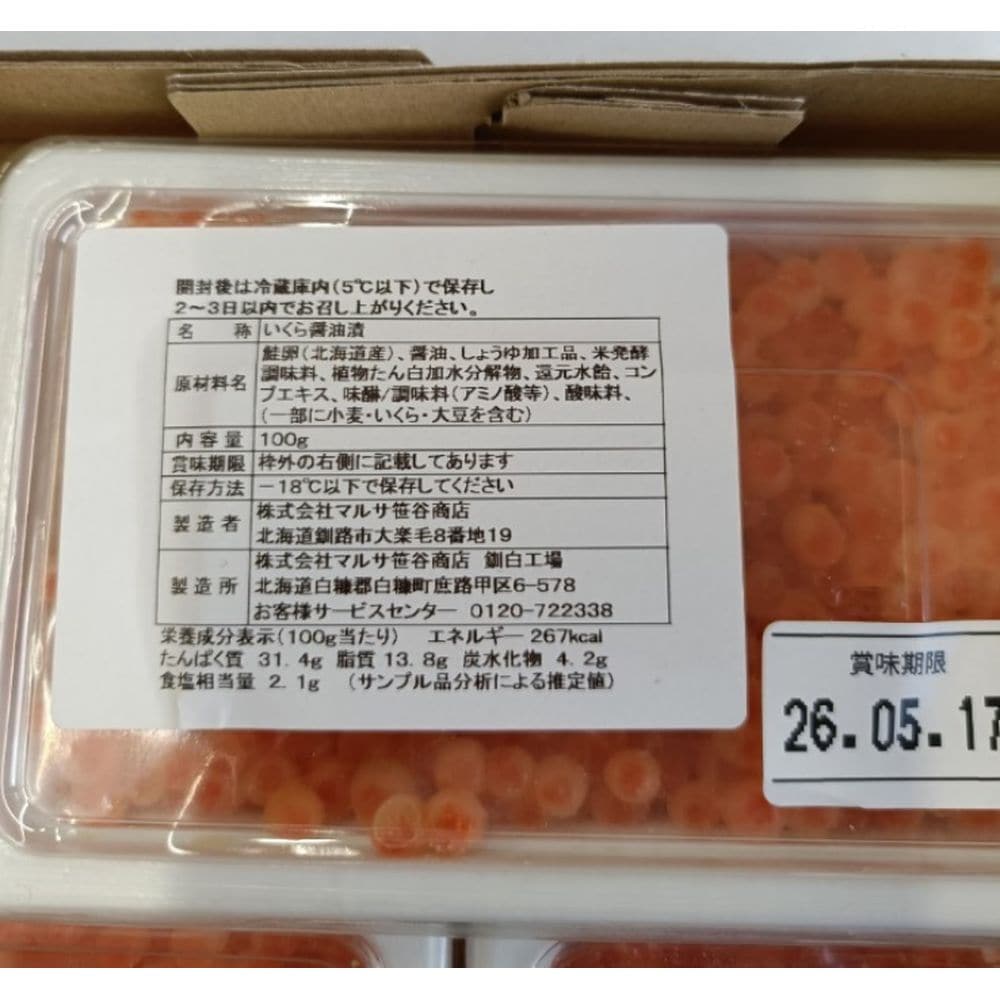 開封後は冷蔵庫内(5℃以下)で保存し
2〜3日以内でお召し上がりください。
名　　称 いくら醤油漬
原材料名 鮭卵(北海道産)、醤油、しょうゆ加工品、米発酵
調味料、植物たん白加水分解物、還元水飴、コン
ブエキス、味醂/調味料(アミノ酸等)、酸味料、
(一部に小麦・いくら・大豆を含む)
内容量 100g
賞味期限 枠外の右側に記載してあります
保存方法 −18℃以下で保存してください
製造者 株式会社マルサ笹谷商店
北海道釧路市大楽毛8番地19
製造所 株式会社マルサ笹谷商店 釧白工場
北海道白糠郡白糠町庶路甲区6-578
お客様サービスセンター 0120-722338
栄養成分表示(100g当たり) エネルギー267kcal
たんぱく質 31.4g 脂質13.8g 炭水化物 4.2g
食塩相当量 2.1g (サンプル品分析による推定値)
賞味期限
26.05.17